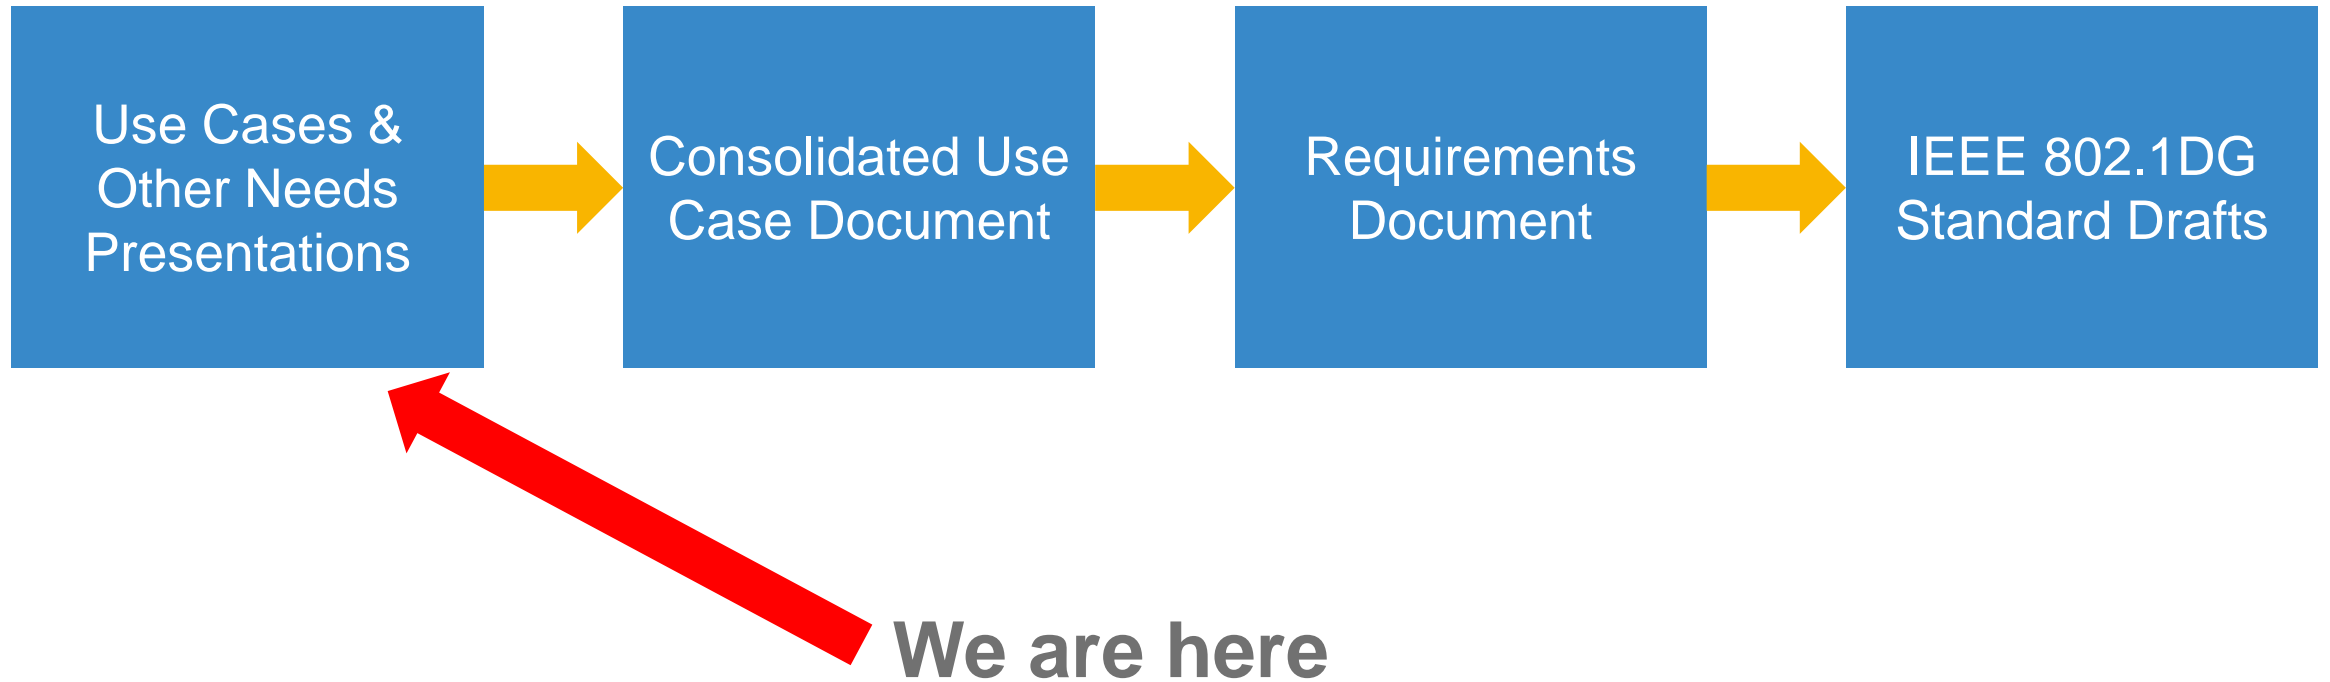 Use Cases &
Other Needs
Presentations
Consolidated Use
Case Document
Requirements
Document
IEEE 802.1DG
Standard Drafts
We are here